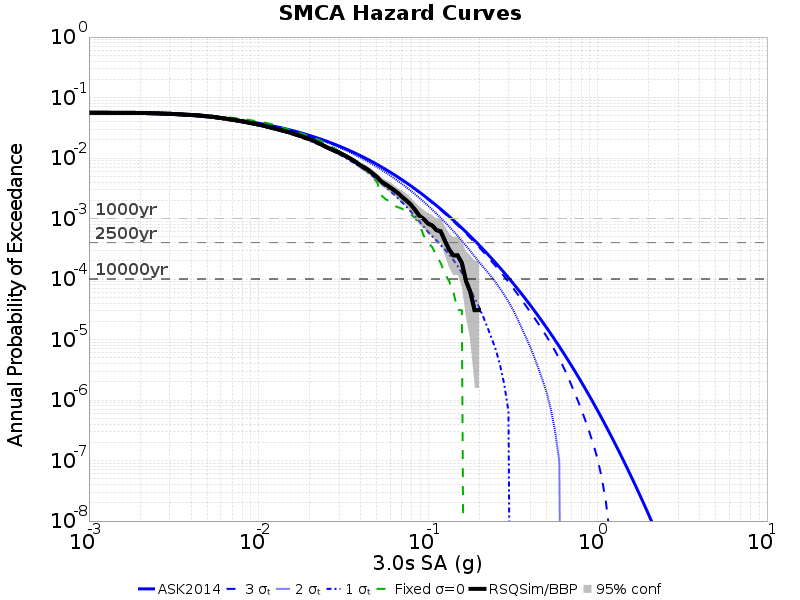 SMCA Hazard Curves
Annual Probability of Exceedance
10^0
10^-1
10^-2
10^-3
10^-4
10^-5
10^-6
10^-7
10^-8
1000yr
2500yr
10000yr
10^-3 10^-2 10^-1 10^0 10^1
3.0s SA (g)
ASK2014 3 σₜ 2 σₜ 1 σₜ Fixed σ=0 RSQSim/BBP 95% conf